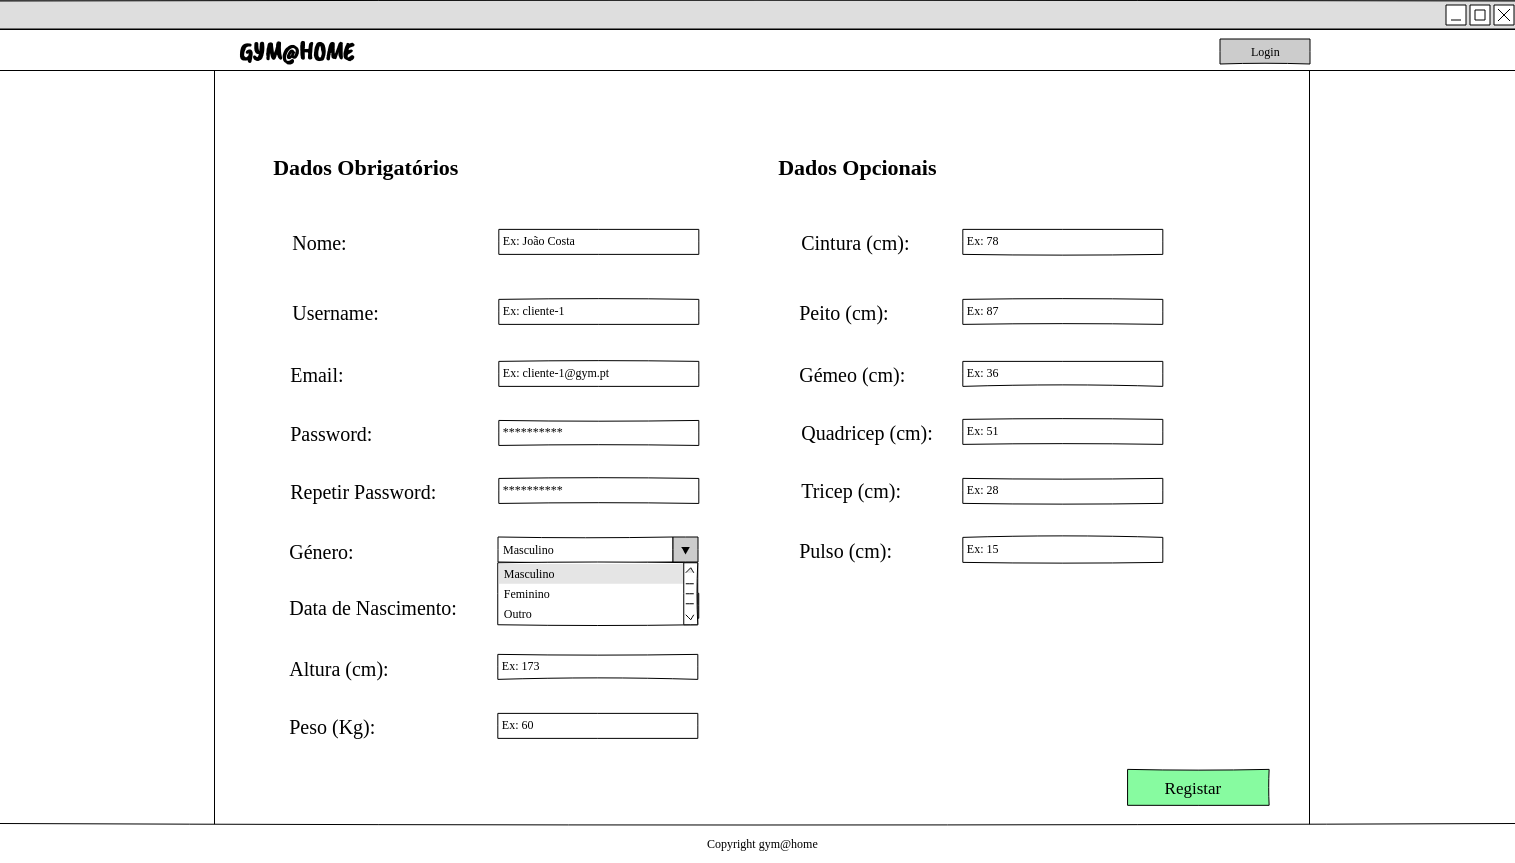 GYM@HOME
Login
Dados Obrigatórios
Dados Opcionais
Nome:
Ex: João Costa
Cintura (cm):
Ex: 78
Username:
Ex: cliente-1
Peito (cm):
Ex: 87
Email:
Ex: cliente-1@gym.pt
Gémeo (cm):
Ex: 36
Password:
**********
Quadricep (cm):
Ex: 51
Repetir Password:
**********
Tricep (cm):
Ex: 28
Género:
Masculino
Pulso (cm):
Ex: 15
Masculino
Feminino
Outro
Data de Nascimento:
Altura (cm):
Ex: 173
Peso (Kg):
Ex: 60
Registar
Copyright gym@home